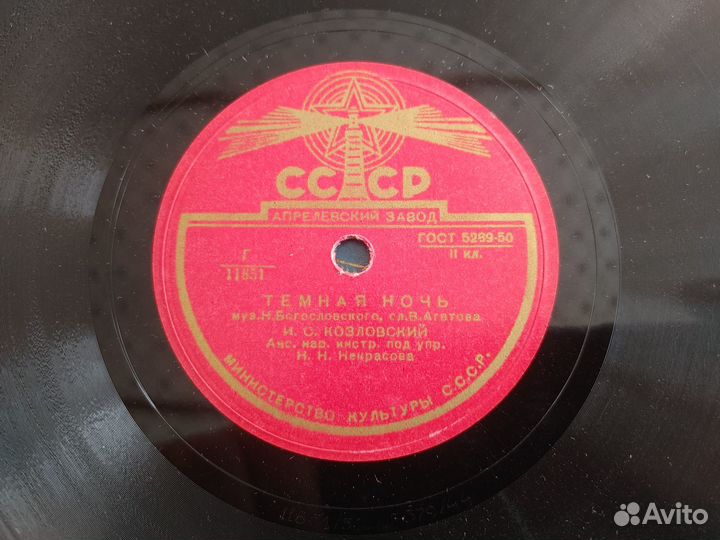 СССР
АПРЕЛЕВСКИЙ ЗАВОД
ГОСТ 5289-50
II кл.
Г
11851
ТЕМНАЯ НОЧЬ
муз. Н. Богословского, сл. В. Агатова
И. С. КОЗЛОВСКИЙ
Анс. нар. инстр. под упр.
Н. Н. Некрасова
МИНИСТЕРСТВО КУЛЬТУРЫ С.С.С.Р.
Avito